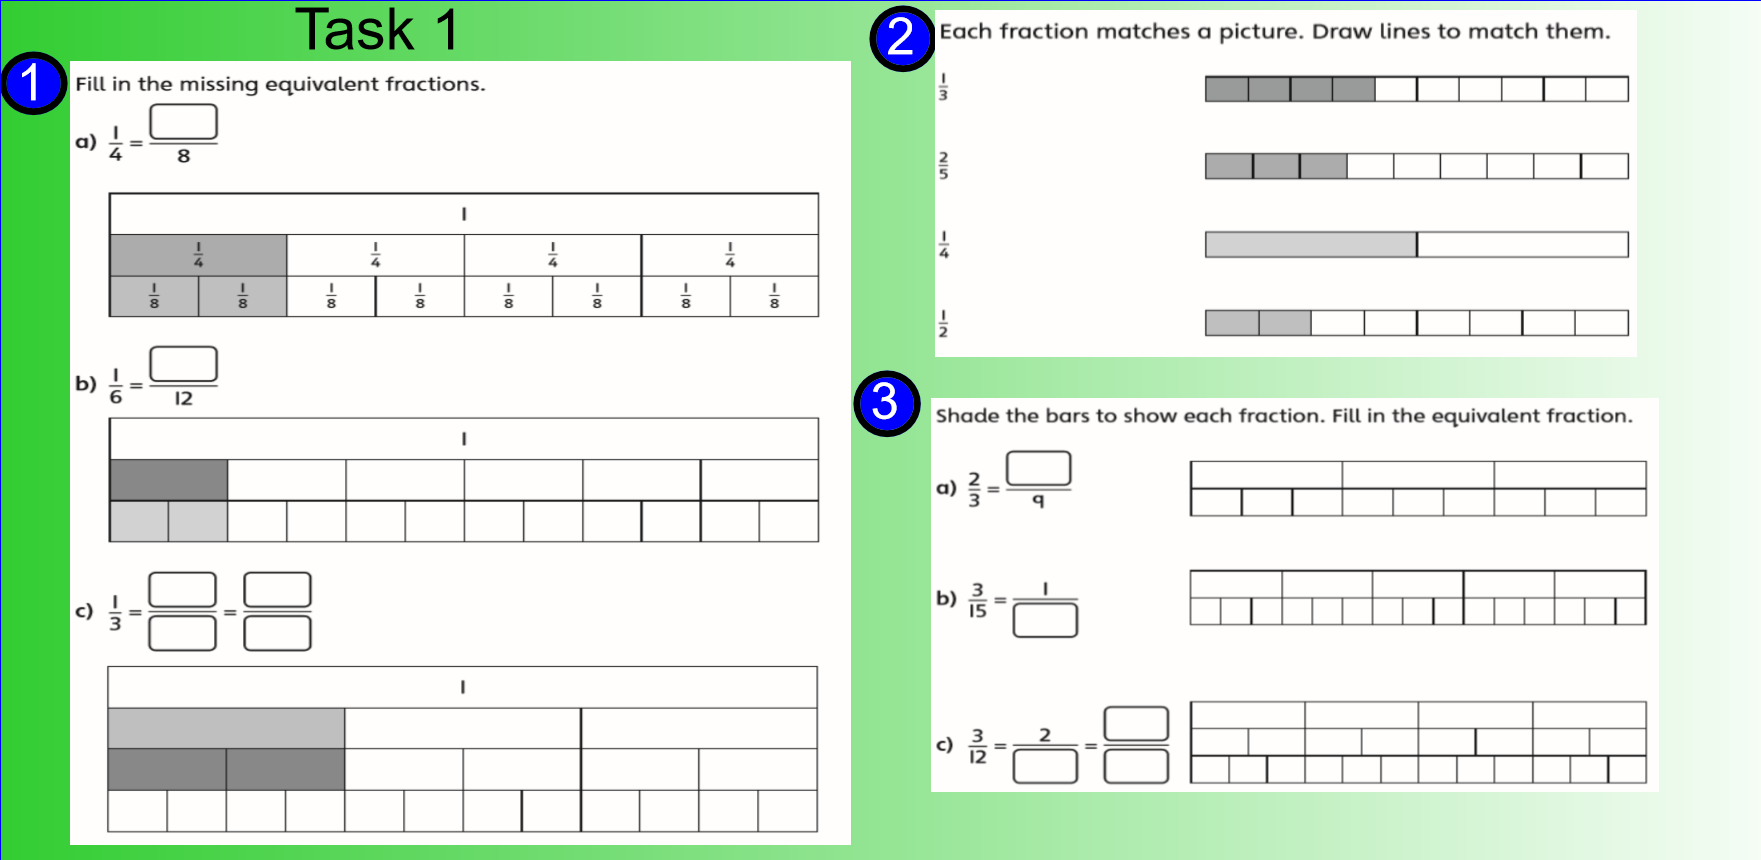 Task 1
1
Fill in the missing equivalent fractions.
a) 1/4 = /8
1
1/4 1/4 1/4 1/4
1/8 1/8 1/8 1/8 1/8 1/8 1/8 1/8
b) 1/6 = /12
1
c) 1/3 = =
1
2
Each fraction matches a picture. Draw lines to match them.
1/3
2/5
1/4
1/2
3
Shade the bars to show each fraction. Fill in the equivalent fraction.
a) 2/3 = /9
b) 3/15 = 1/
c) 3/12 = 2/ =